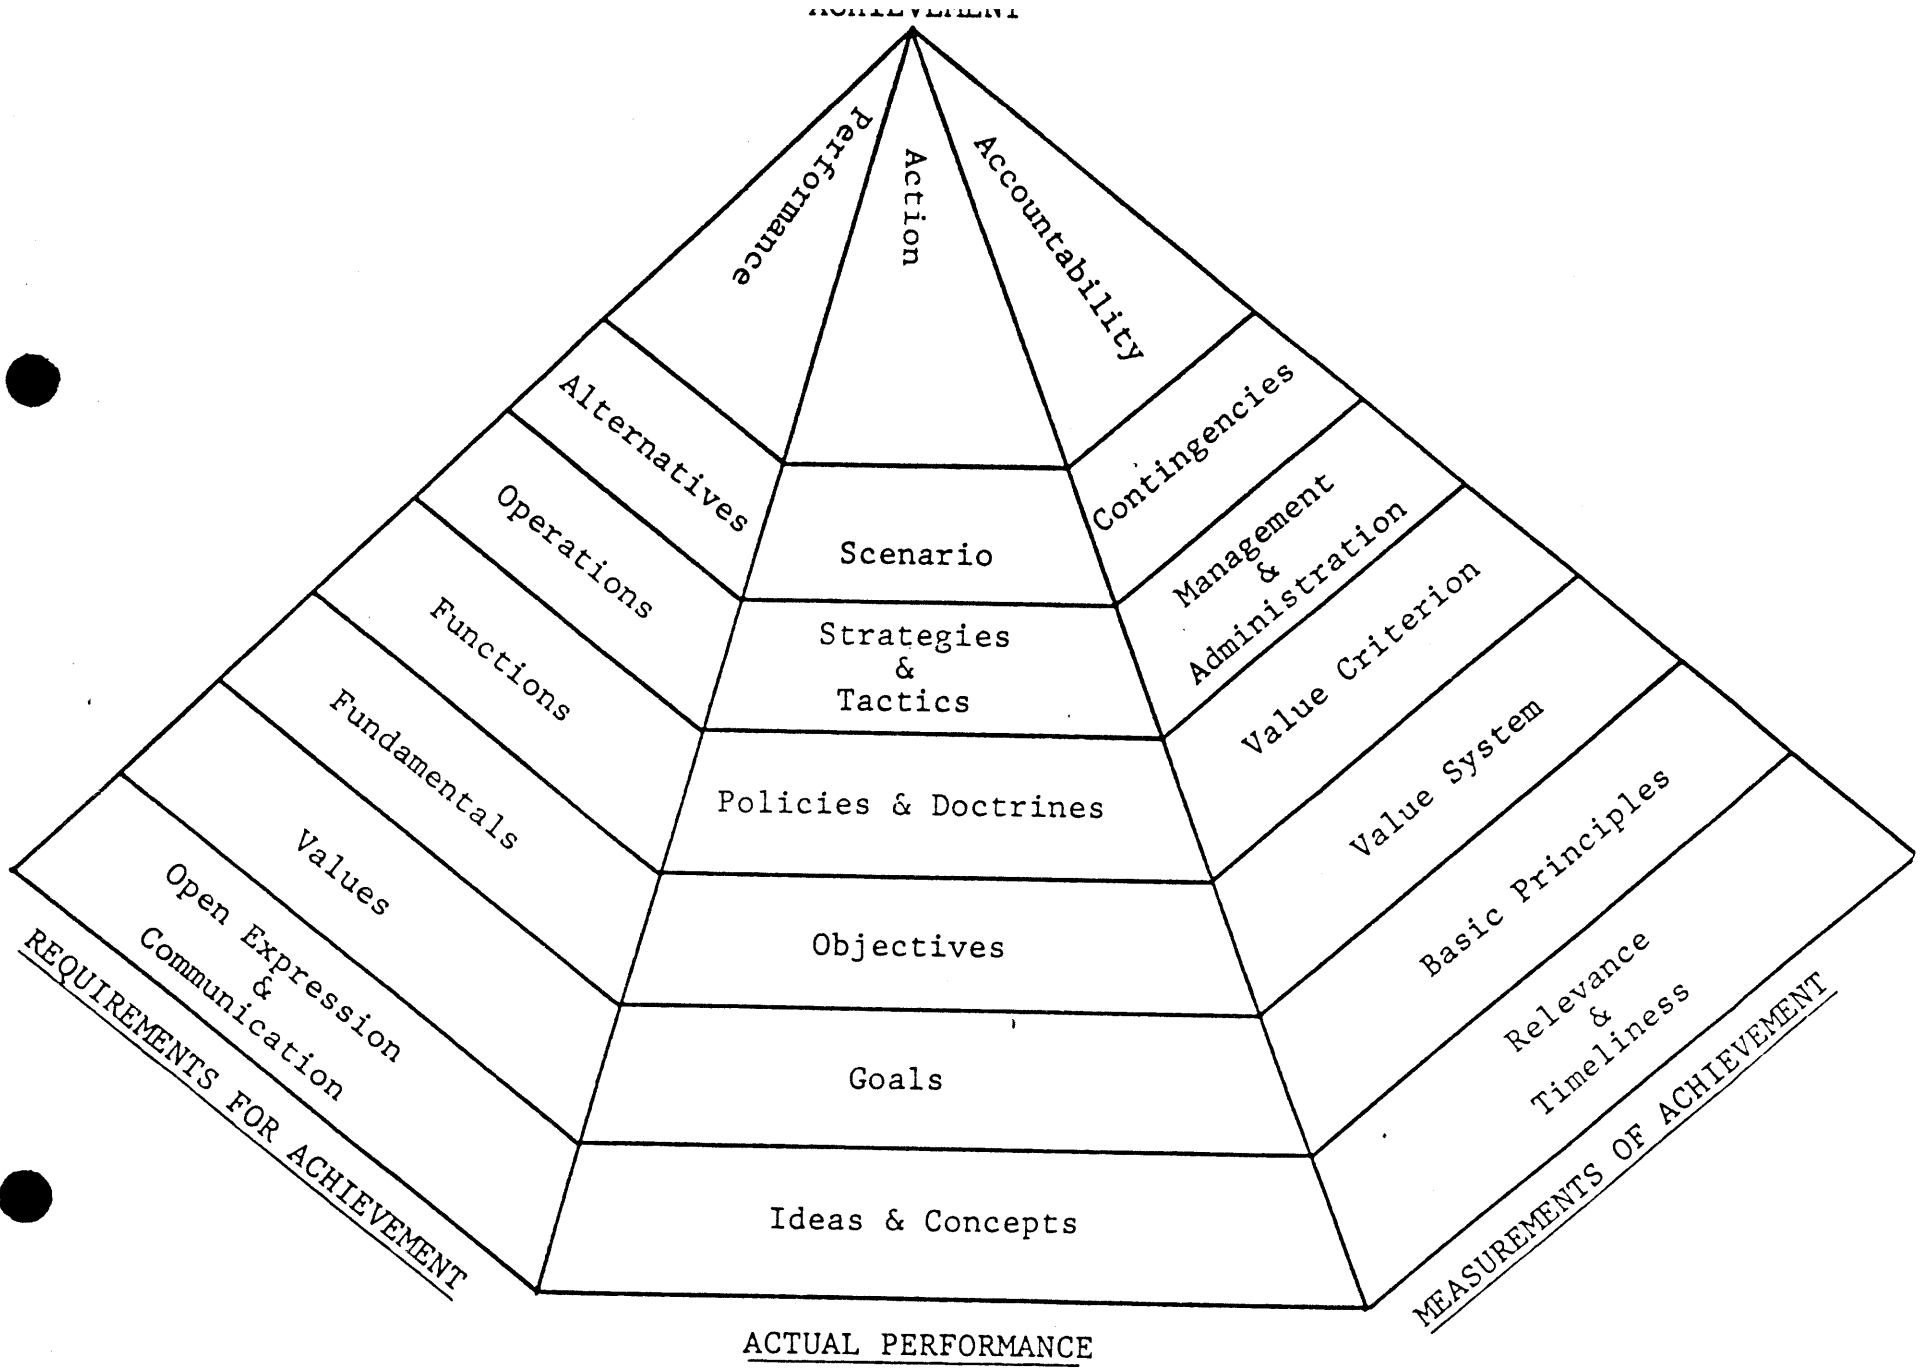 ACHIEVEMENT
Performance
Action
Accountability
Alternatives
Scenario
Contingencies
Operations
Strategies
&
Tactics
Management
&
Administration
Functions
Policies & Doctrines
Value Criterion
Fundamentals
Objectives
Value System
Values
Goals
Basic Principles
Open Expression
&
Communication
Ideas & Concepts
Relevance
&
Timeliness
REQUIREMENTS FOR ACHIEVEMENT
ACTUAL PERFORMANCE
MEASUREMENTS OF ACHIEVEMENT